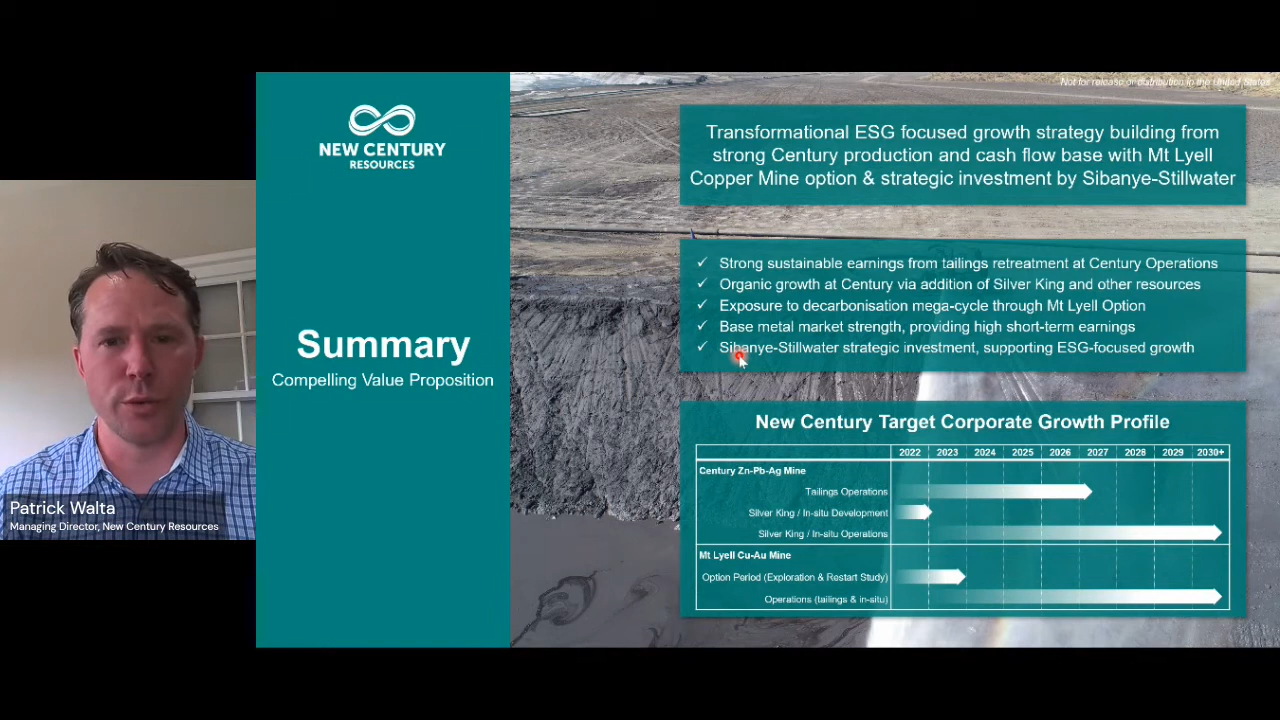 Not for release or distribution in the United States
NEW CENTURY
RESOURCES
Transformational ESG focused growth strategy building from
strong Century production and cash flow base with Mt Lyell
Copper Mine option & strategic investment by Sibanye-Stillwater
✓ Strong sustainable earnings from tailings retreatment at Century Operations
✓ Organic growth at Century via addition of Silver King and other resources
✓ Exposure to decarbonisation mega-cycle through Mt Lyell Option
✓ Base metal market strength, providing high short-term earnings
✓ Sibanye-Stillwater strategic investment, supporting ESG-focused growth
Summary
Compelling Value Proposition
New Century Target Corporate Growth Profile
2022 2023 2024 2025 2026 2027 2028 2029 2030+
Century Zn-Pb-Ag Mine
Tailings Operations
Silver King / In-situ Development
Silver King / In-situ Operations
Mt Lyell Cu-Au Mine
Option Period (Exploration & Restart Study)
Operations (tailings & in-situ)
Patrick Walta
Managing Director, New Century Resources